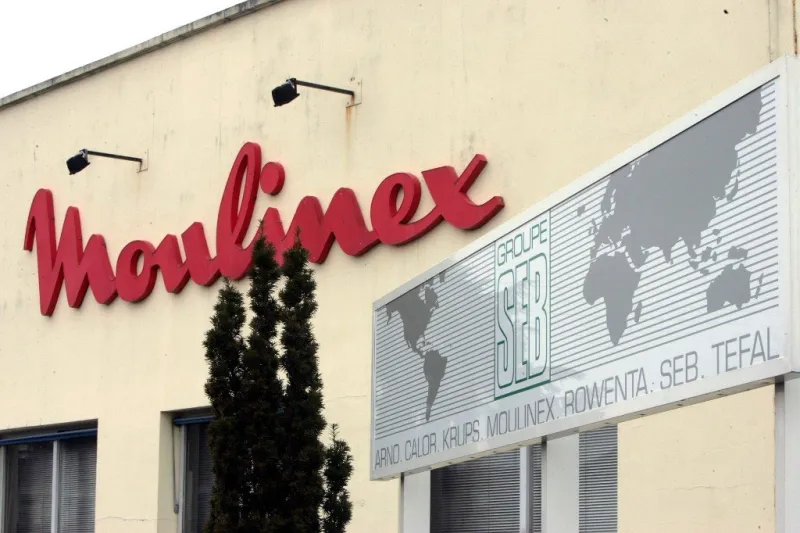 Moulinex
GROUPE
SEB
ARNO. CALOR. KRUPS. MOULINEX. ROWENTA. SEB. TEFAL